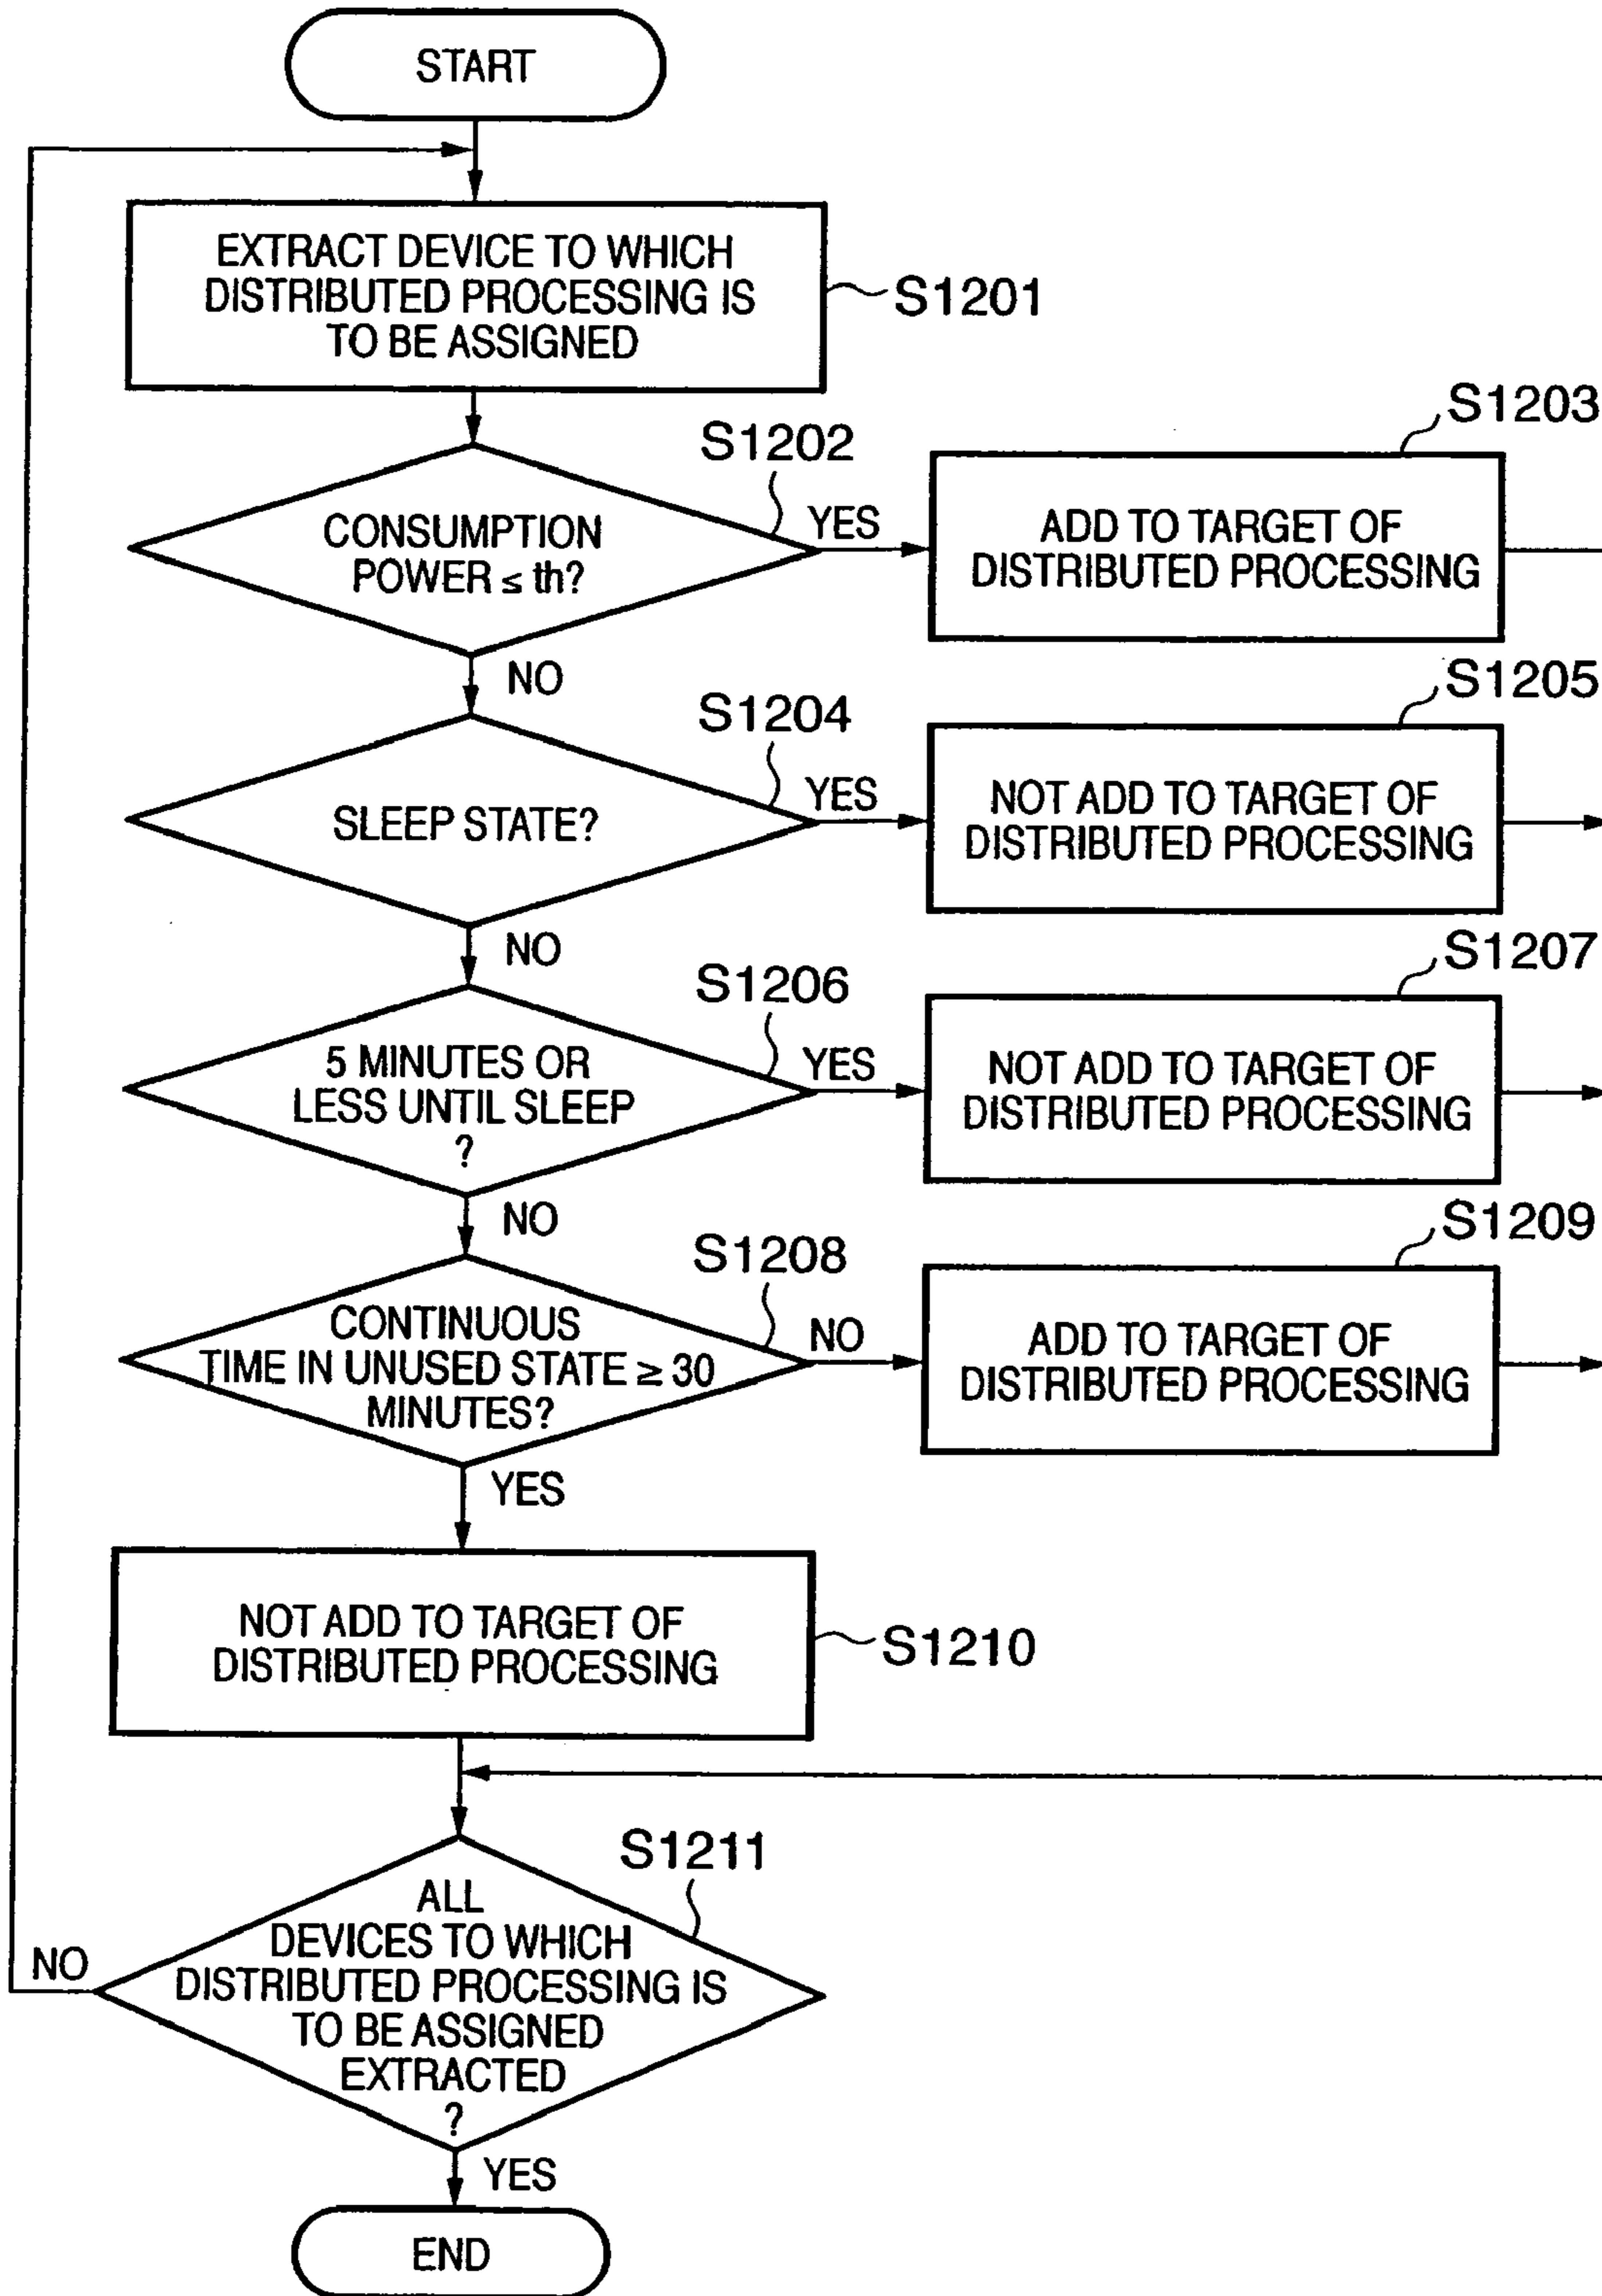 START
EXTRACT DEVICE TO WHICH
DISTRIBUTED PROCESSING IS
TO BE ASSIGNED
S1201
S1202
CONSUMPTION
POWER ≤ th?
YES
NO
S1203
ADD TO TARGET OF
DISTRIBUTED PROCESSING
S1204
SLEEP STATE?
YES
NO
S1205
NOT ADD TO TARGET OF
DISTRIBUTED PROCESSING
S1206
5 MINUTES OR
LESS UNTIL SLEEP
?
YES
NO
S1207
NOT ADD TO TARGET OF
DISTRIBUTED PROCESSING
S1208
CONTINUOUS
TIME IN UNUSED STATE ≥ 30
MINUTES?
NO
YES
S1209
ADD TO TARGET OF
DISTRIBUTED PROCESSING
NOT ADD TO TARGET OF
DISTRIBUTED PROCESSING
S1210
S1211
ALL
DEVICES TO WHICH
DISTRIBUTED PROCESSING IS
TO BE ASSIGNED
EXTRACTED
?
NO
YES
END